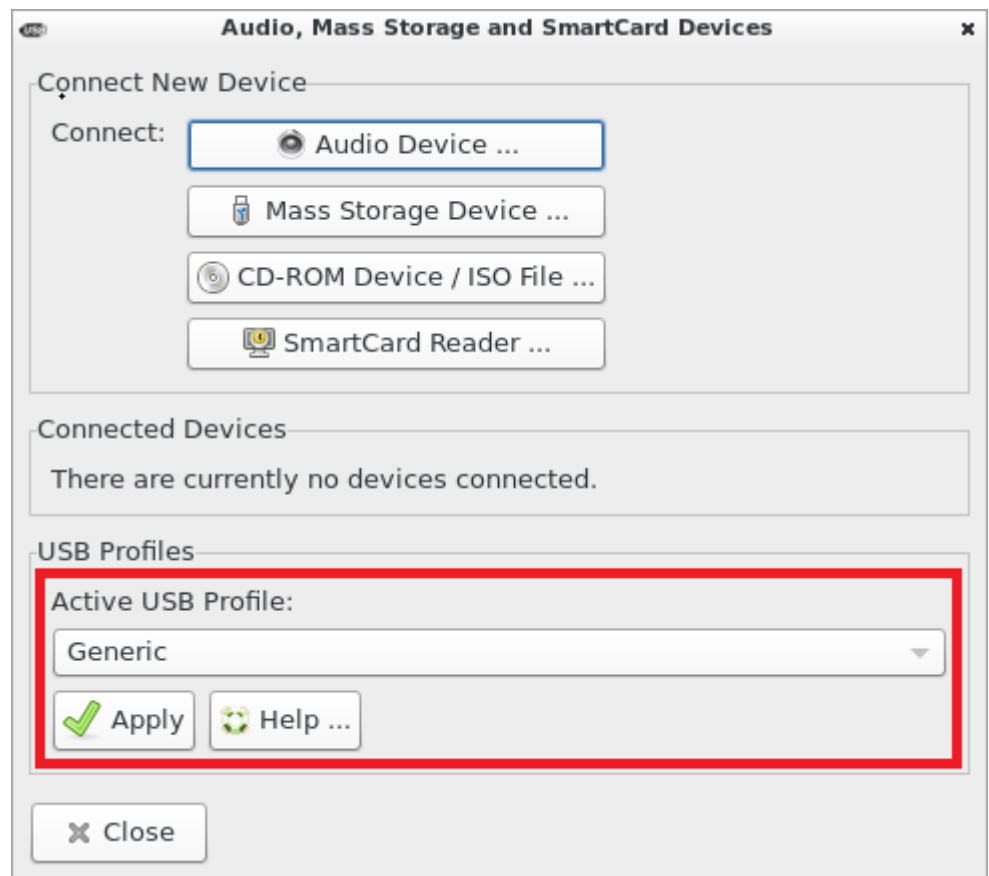 Audio, Mass Storage and SmartCard Devices
Connect New Device
Connect:
Audio Device ...
Mass Storage Device ...
CD-ROM Device / ISO File ...
SmartCard Reader ...
Connected Devices
There are currently no devices connected.
USB Profiles
Active USB Profile:
Generic
Apply
Help ...
Close